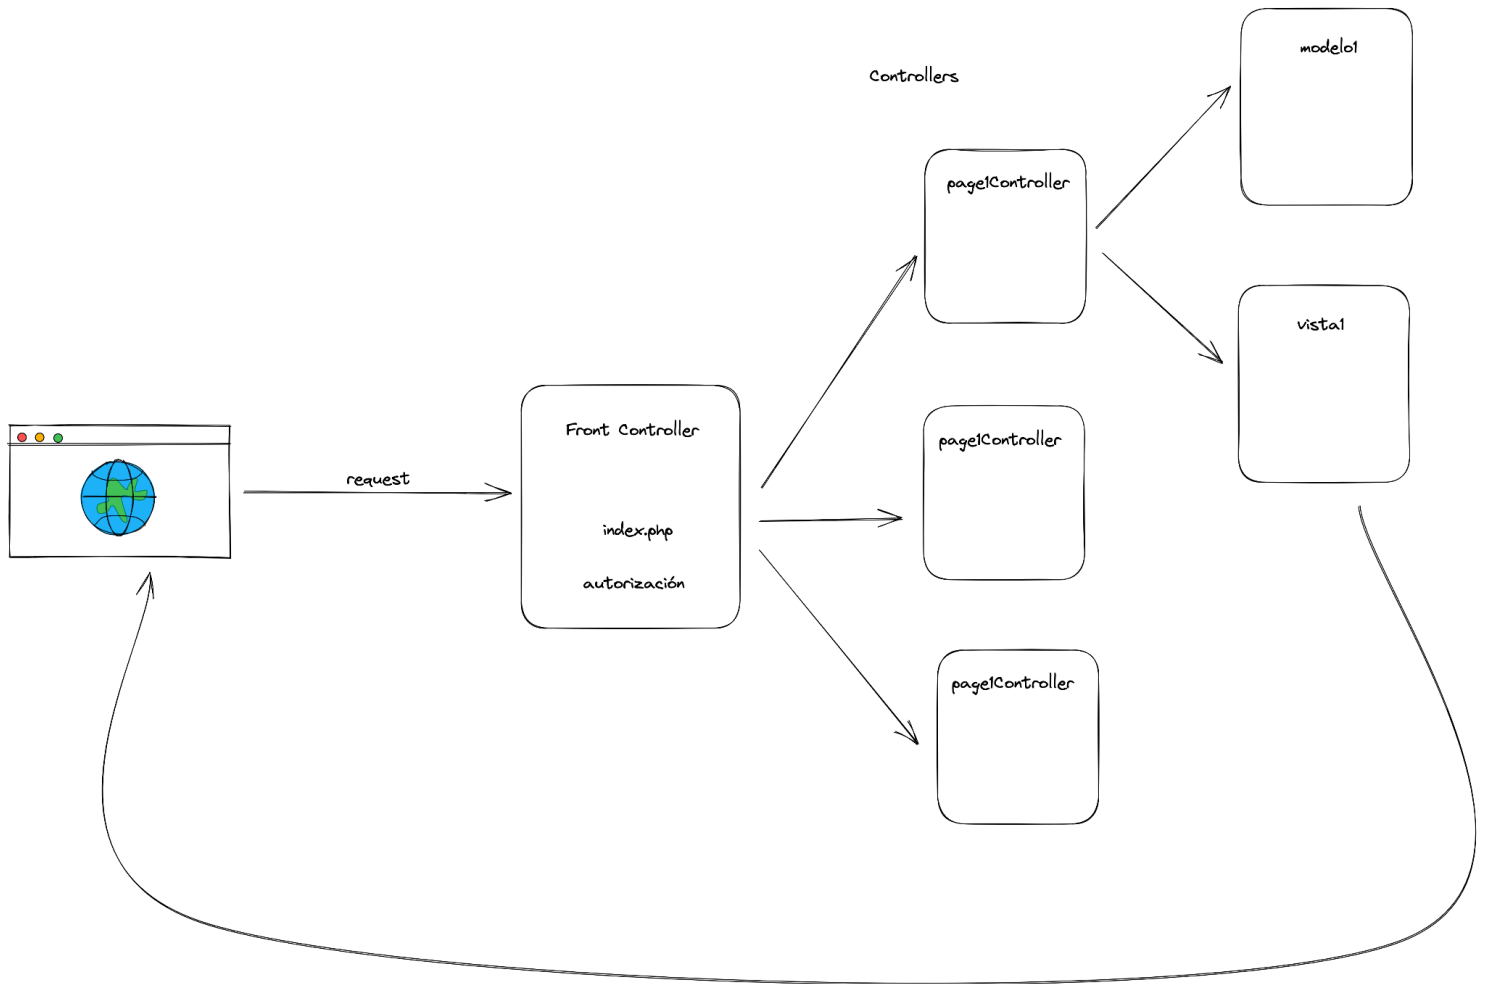 Controllers
modelo1
page1Controller
vista1
Front Controller
index.php
autorización
request
page1Controller
page1Controller